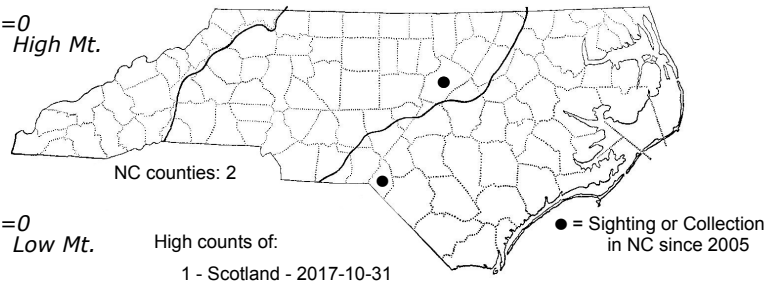 =0
High Mt.
NC counties: 2
=0
Low Mt.
High counts of:
1 - Scotland - 2017-10-31
● = Sighting or Collection
in NC since 2005